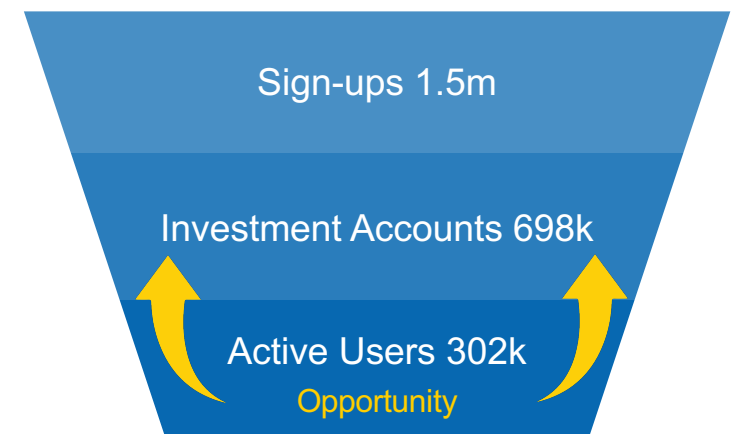 Sign-ups 1.5m
Investment Accounts 698k
Active Users 302k
Opportunity